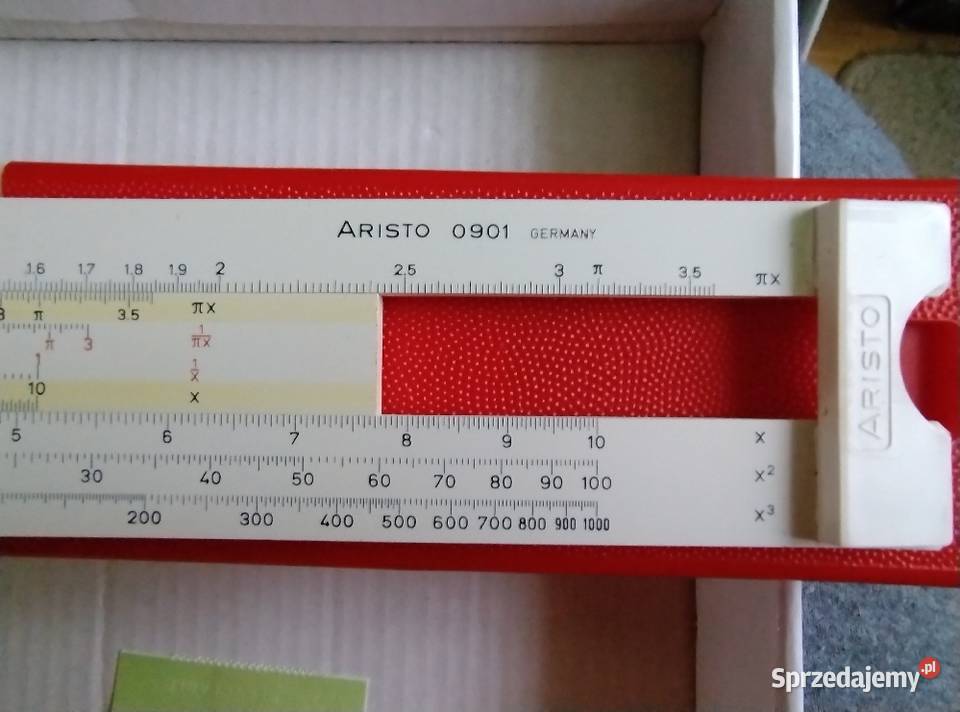 ARISTO 0901 GERMANY
1.6 1.7 1.8 1.9 2 2.5 3 π 3.5 πx
3 π 3.5 πx
π 3 1/πx
1 1/x
10 x
5 6 7 8 9 10 x
30 40 50 60 70 80 90 100 x²
200 300 400 500 600 700 800 900 1000 x³
ARISTO
Sprzedajemy.pl